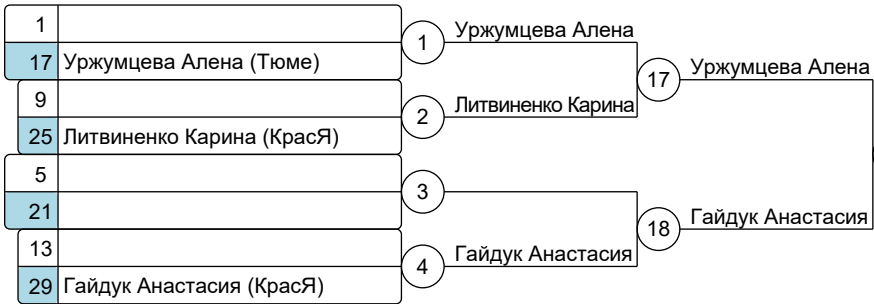 1
Уржумцева Алена
1
17 Уржумцева Алена (Тюме)
17
Уржумцева Алена
9
2
Литвиненко Карина
25 Литвиненко Карина (КрасЯ)
5
3
21
18
Гайдук Анастасия
13
4
Гайдук Анастасия
29 Гайдук Анастасия (КрасЯ)